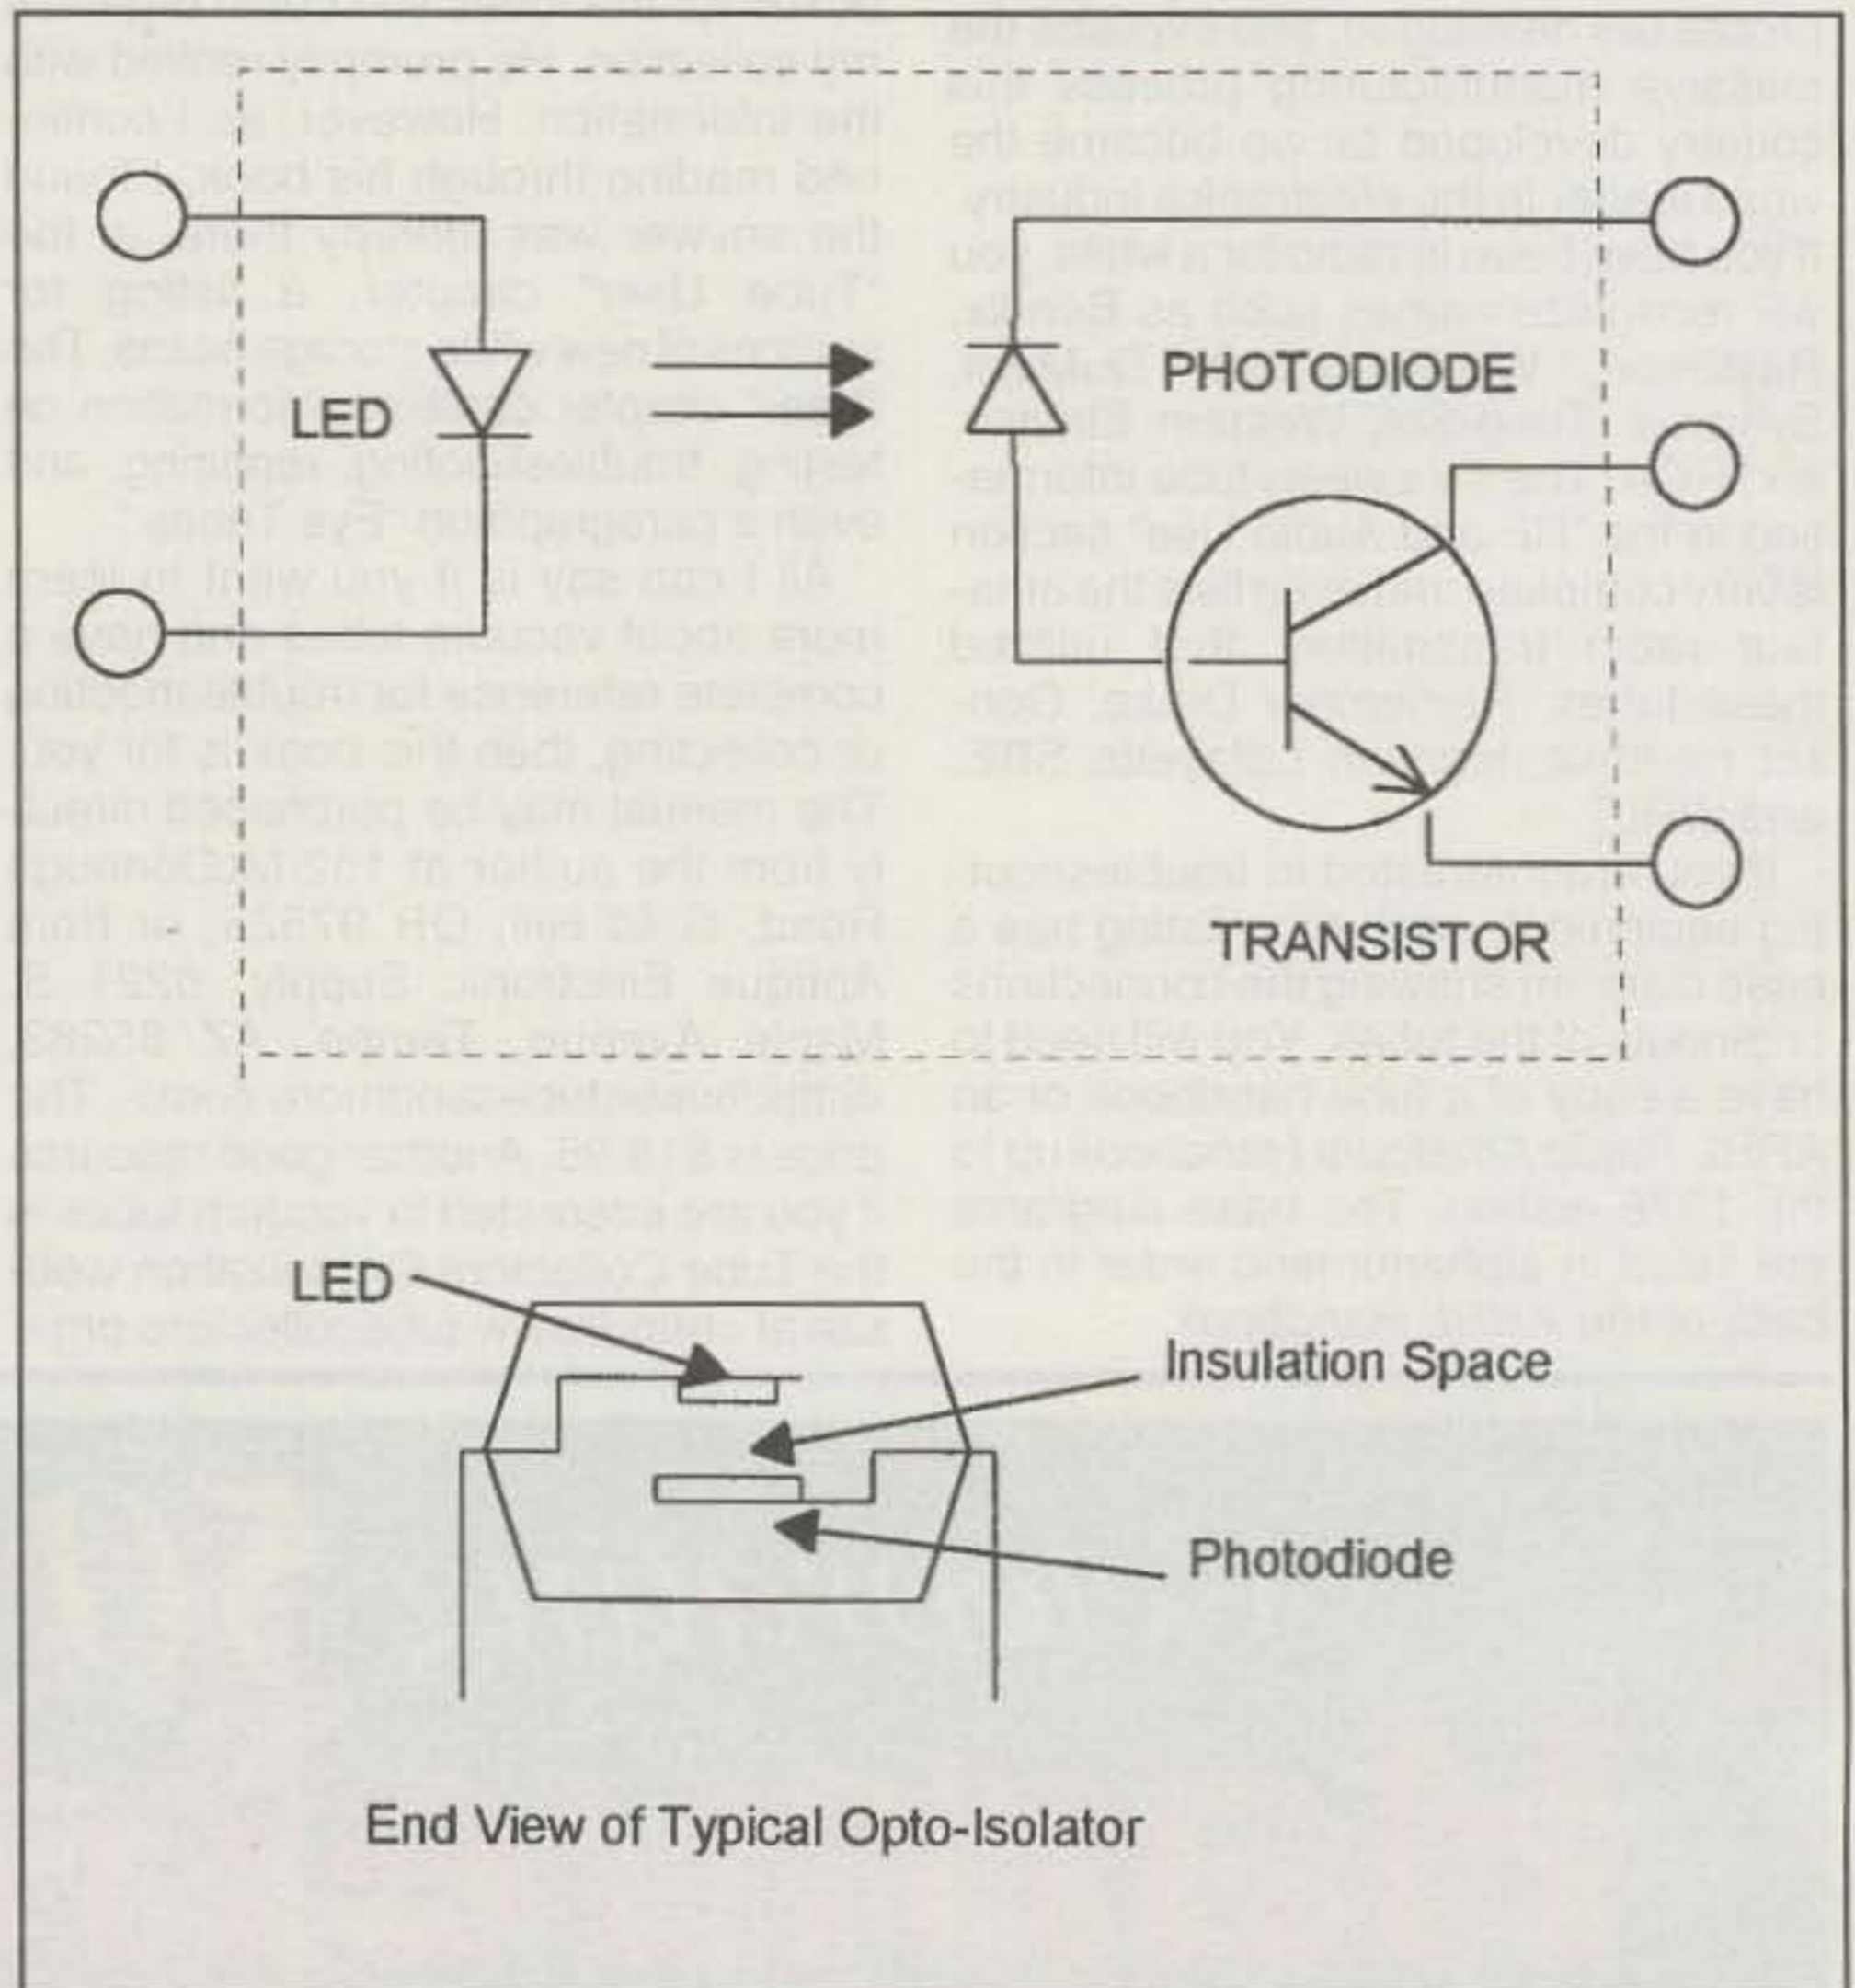 PHOTODIODE
LED
TRANSISTOR
LED
Insulation Space
Photodiode
End View of Typical Opto-Isolator